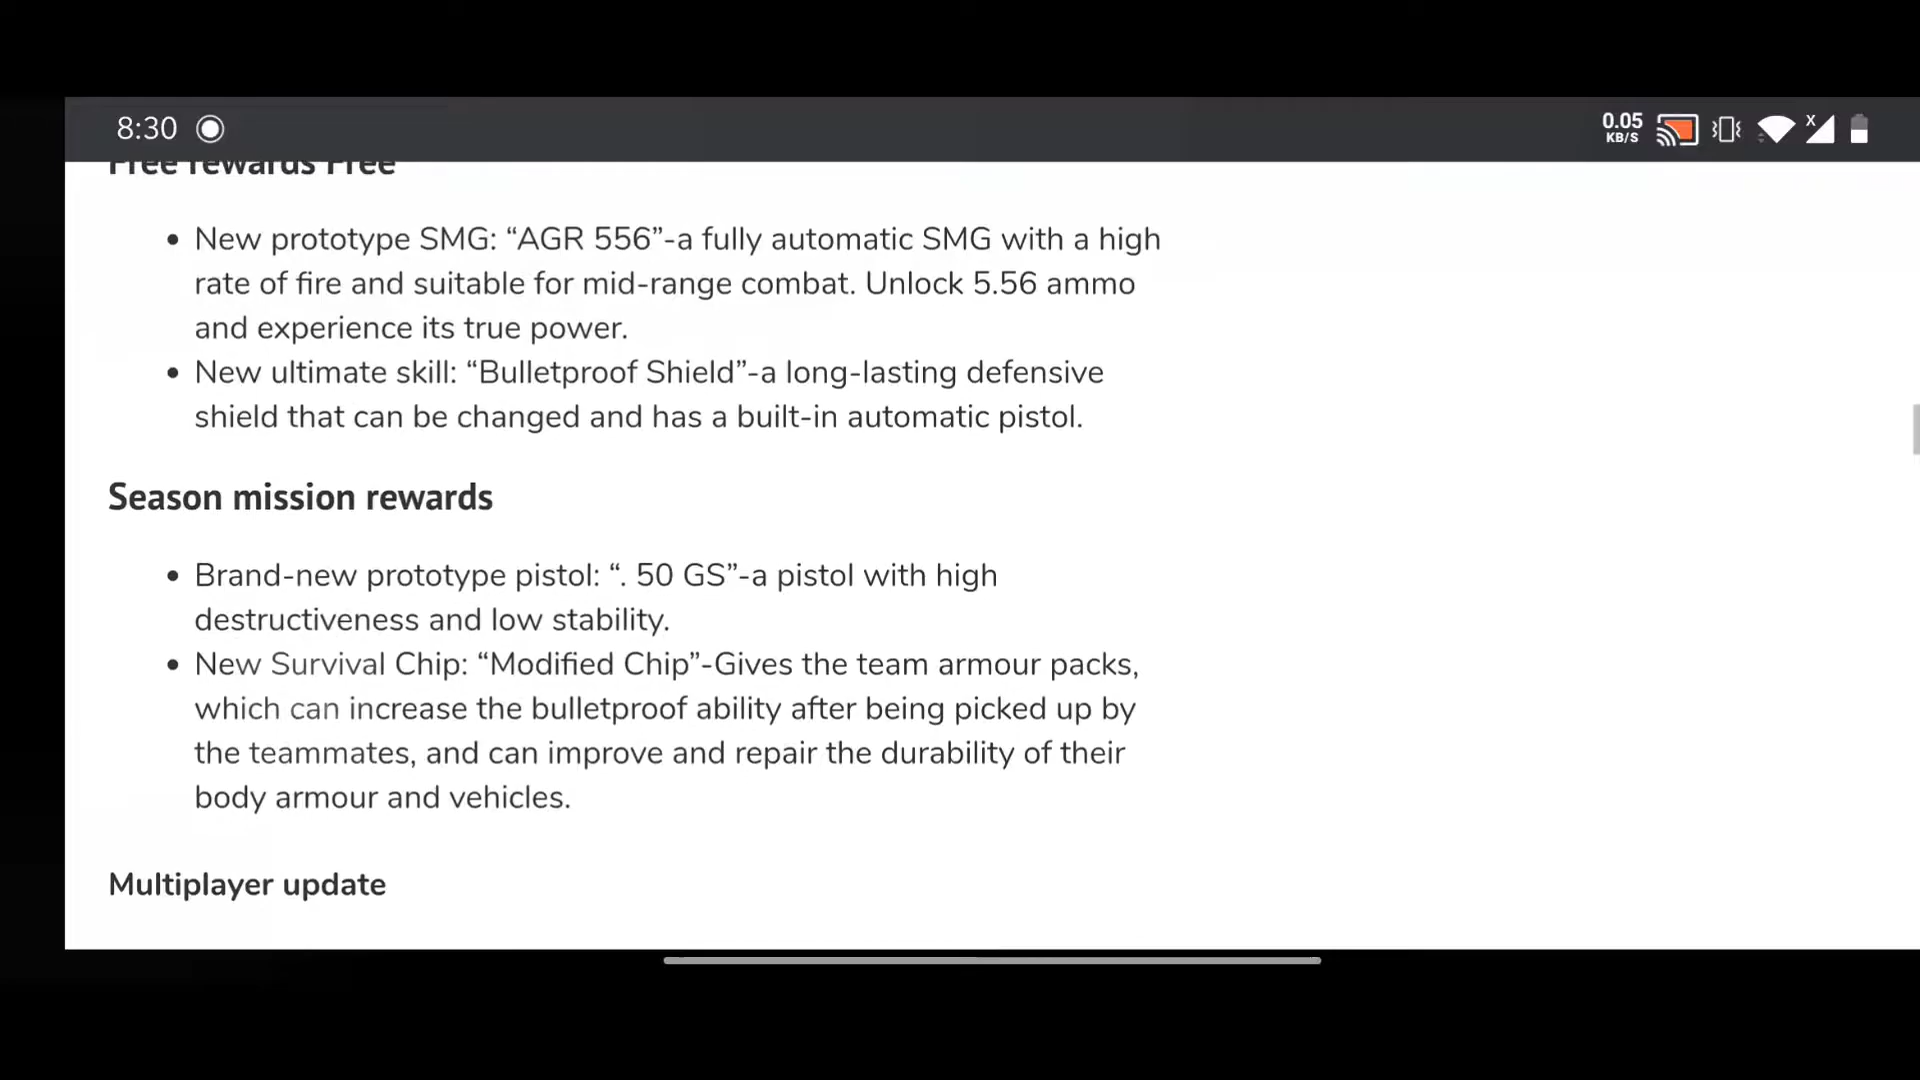 8:30
0.05
KB/S
x
Free rewards Free
• New prototype SMG: “AGR 556”-a fully automatic SMG with a high
rate of fire and suitable for mid-range combat. Unlock 5.56 ammo
and experience its true power.
• New ultimate skill: “Bulletproof Shield”-a long-lasting defensive
shield that can be changed and has a built-in automatic pistol.
Season mission rewards
• Brand-new prototype pistol: “. 50 GS”-a pistol with high
destructiveness and low stability.
• New Survival Chip: “Modified Chip”-Gives the team armour packs,
which can increase the bulletproof ability after being picked up by
the teammates, and can improve and repair the durability of their
body armour and vehicles.
Multiplayer update